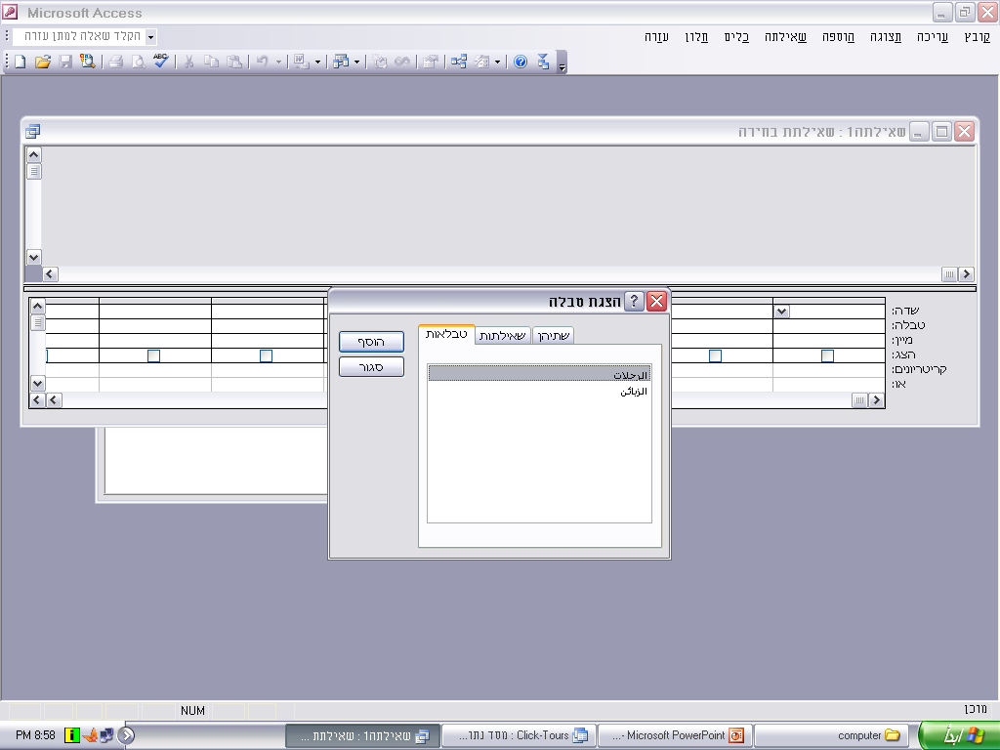 Microsoft Access
קובץ עריכה תצוגה הוספה שאילתה כלים חלון עזרה
הקלד שאלה למתן עזרה
שאילתה1 : שאילתת בחירה
שדה:
טבלה:
מיין:
הצג:
קריטריונים:
או:
הצגת טבלה
טבלאות שאילתות שתיהן
הוסף
סגור
الرحلات
الزبائن
מוכן
NUM
ابدأ
computer
Microsoft PowerPoint -...
Click-Tours : מסד נתו...
שאילתה1 : שאילתת ...
PM 8:58